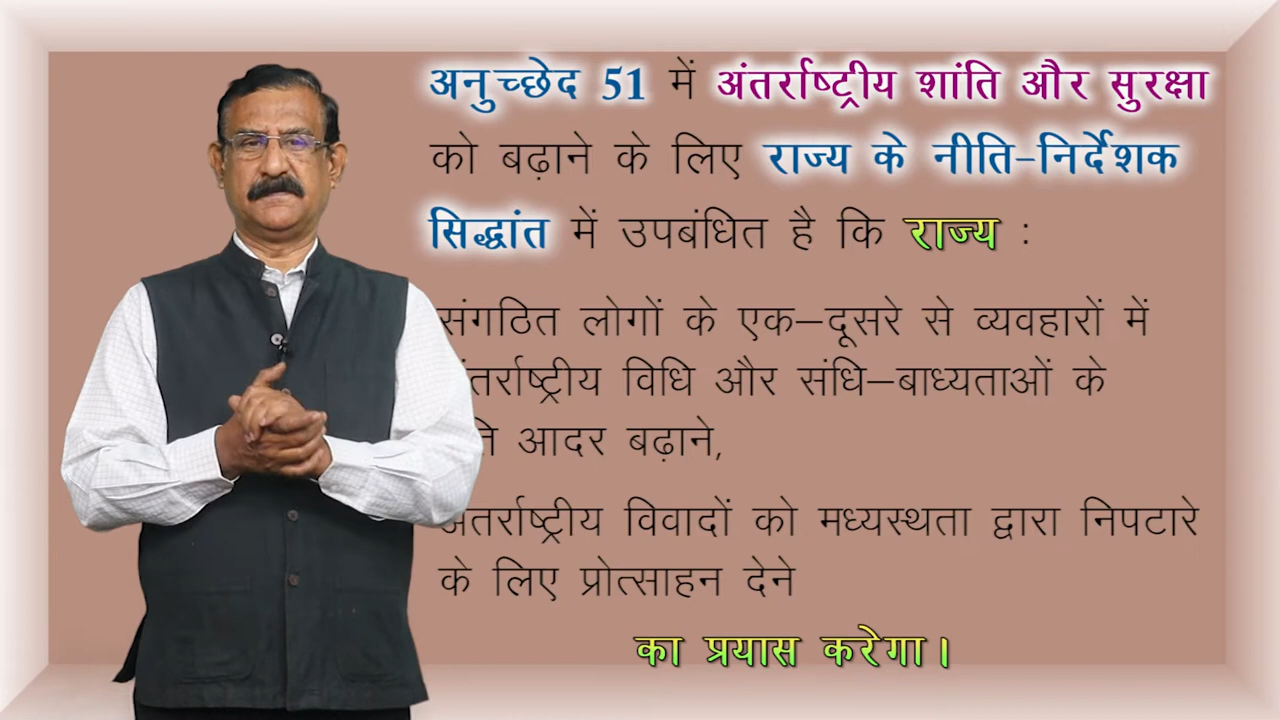 अनुच्छेद 51 में अंतर्राष्ट्रीय शांति और सुरक्षा
को बढ़ाने के लिए राज्य के नीति-निर्देशक
सिद्धांत में उपबंधित है कि राज्य :
संगठित लोगों के एक-दूसरे से व्यवहारों में
विधि और संधि-बाध्यताओं के
आदर बढ़ाने,
अंतर्राष्ट्रीय विवादों को मध्यस्थता द्वारा निपटारे
के लिए प्रोत्साहन देने
का प्रयास करेगा।